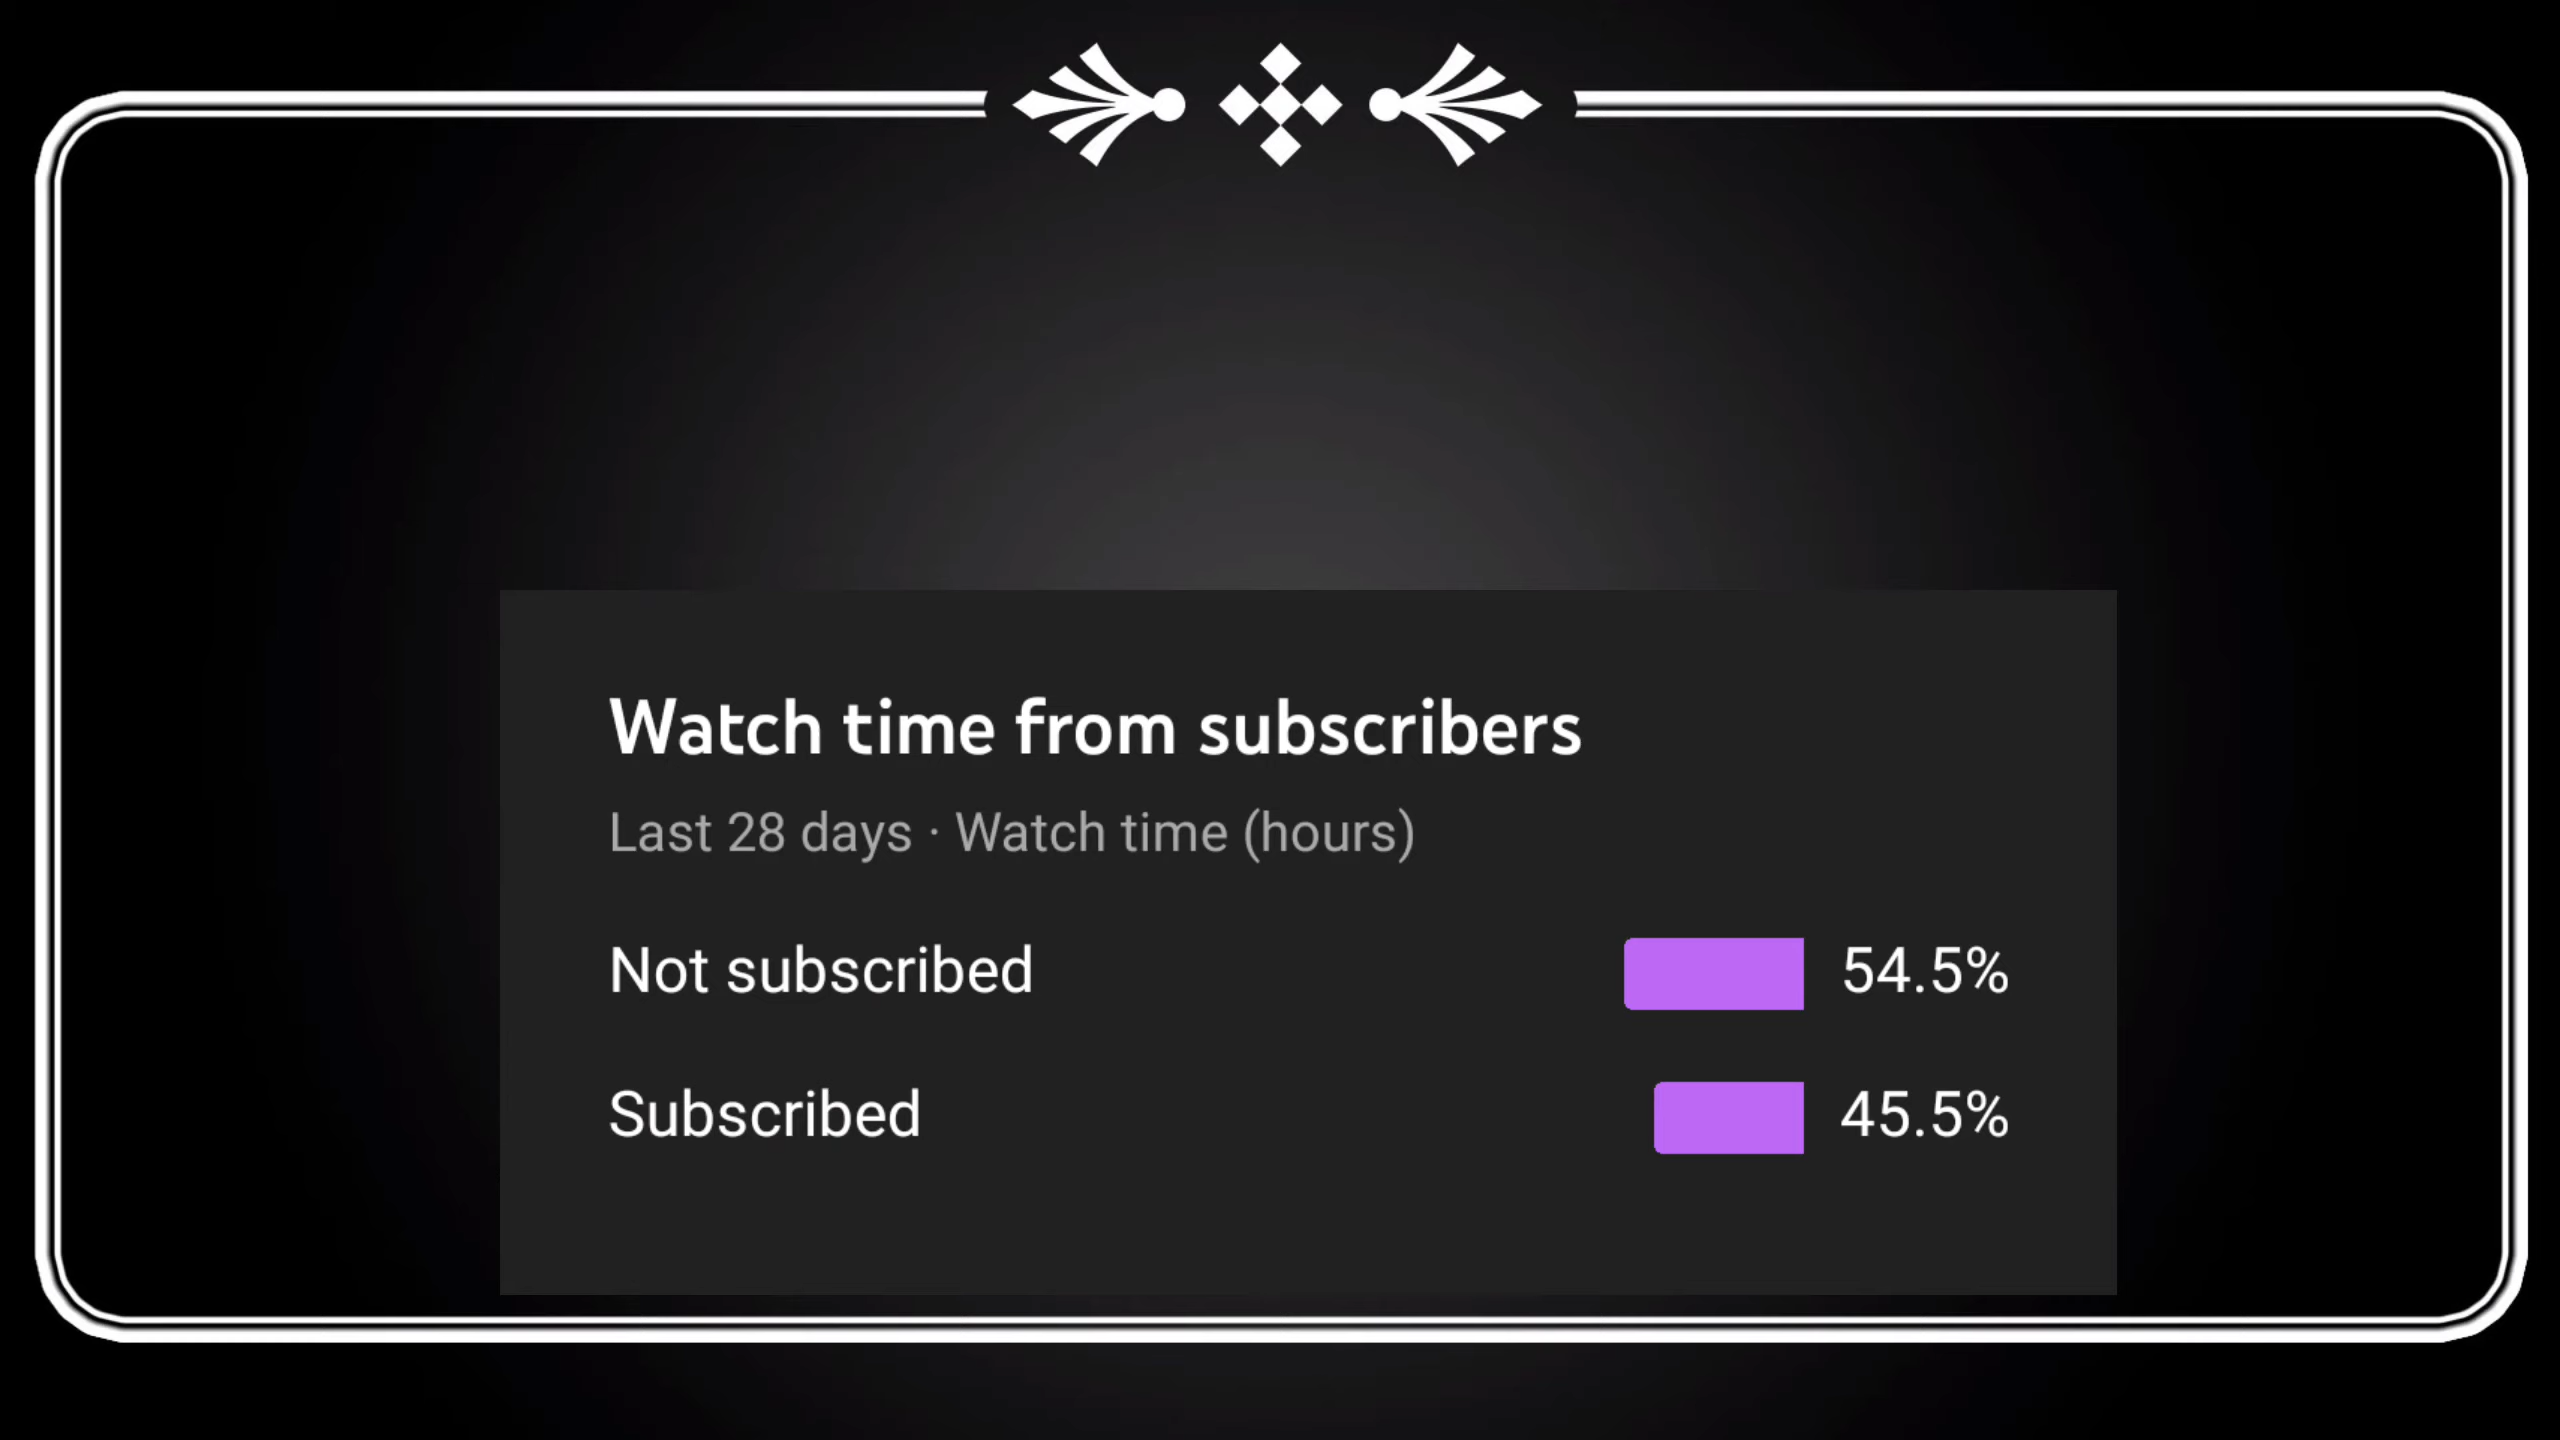 Watch time from subscribers
Last 28 days · Watch time (hours)
Not subscribed 54.5%
Subscribed 45.5%